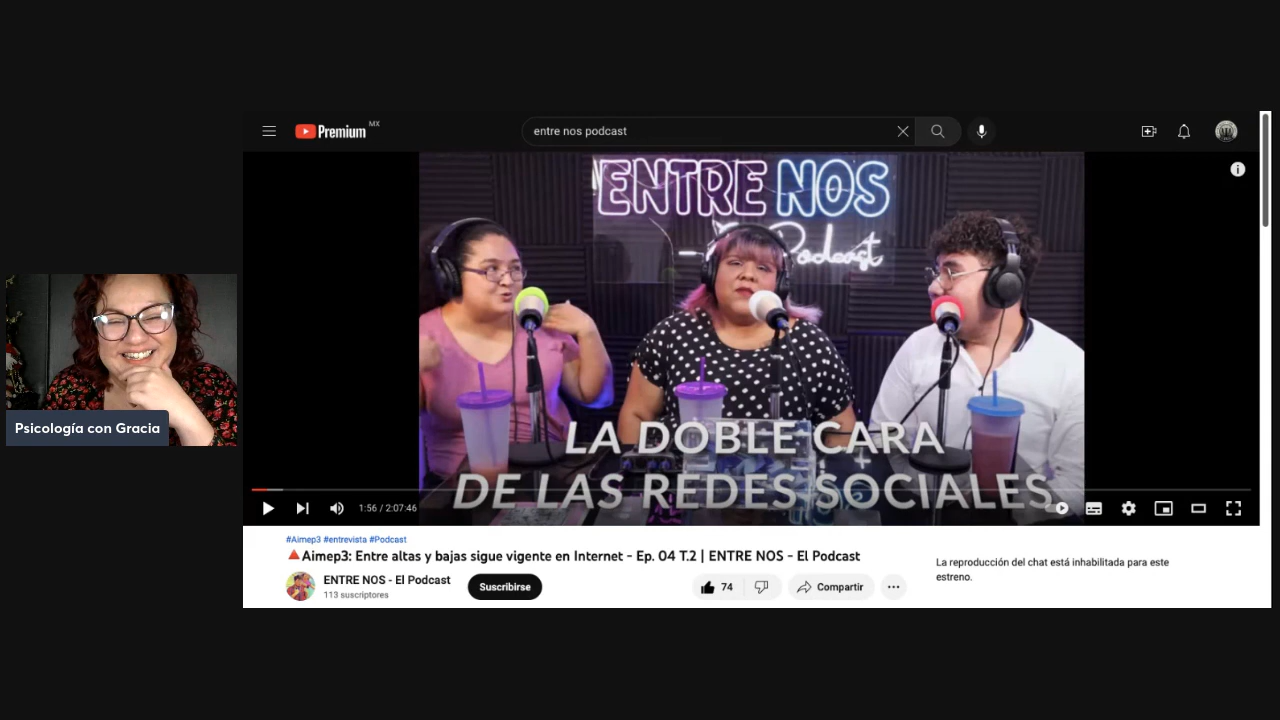 Premium MX
entre nos podcast
ENTRE NOS
Podcast
LA DOBLE CARA
DE LAS REDES SOCIALES
1:56 / 2:07:46
#Aimep3 #entrevista #Podcast
🔺Aimep3: Entre altas y bajas sigue vigente en Internet - Ep. 04 T.2 | ENTRE NOS - El Podcast
ENTRE NOS - El Podcast
113 suscriptores
Suscribirse
74
Compartir
La reproducción del chat está inhabilitada para este
estreno.
Psicología con Gracia